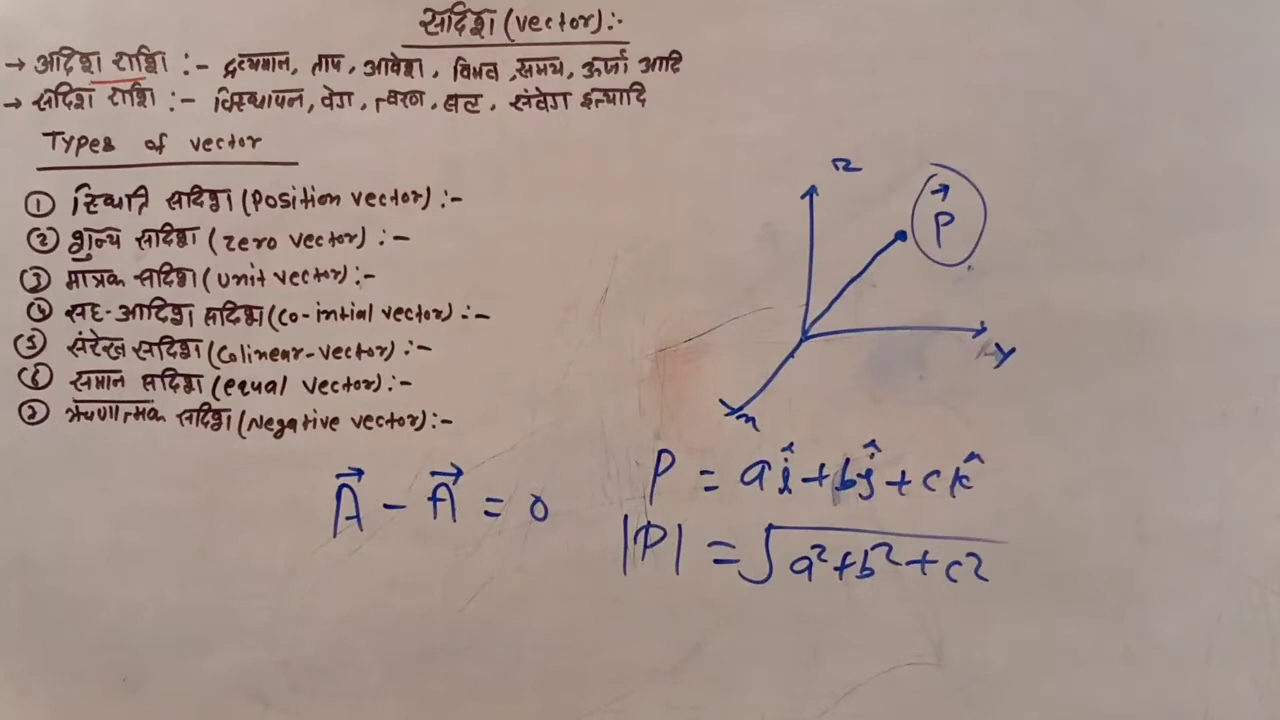 सदिश (vector):-
→ अदिश राशि :- द्रव्यमान, ताप, आवेश, विभव, समय, ऊर्जा आदि
→ सदिश राशि :- विस्थापन, वेग, त्वरण, बल, संवेग इत्यादि
Types of vector
① स्थिति सदिश (Position vector) :-
② शुन्य सदिश (zero vector) :-
③ मात्रक सदिश (unit vector) :-
④ सह-आदिश सदिश (co-intial vector) :-
⑤ संरेख सदिश (colinear-vector) :-
⑥ समान सदिश (equal vector) :-
⑦ ऋणात्मक सदिश (Negative vector) :-
Z
P⃗
Y
x
A⃗ - A⃗ = 0
P = aî + bĵ + ck̂
|P| = √a²+b²+c²